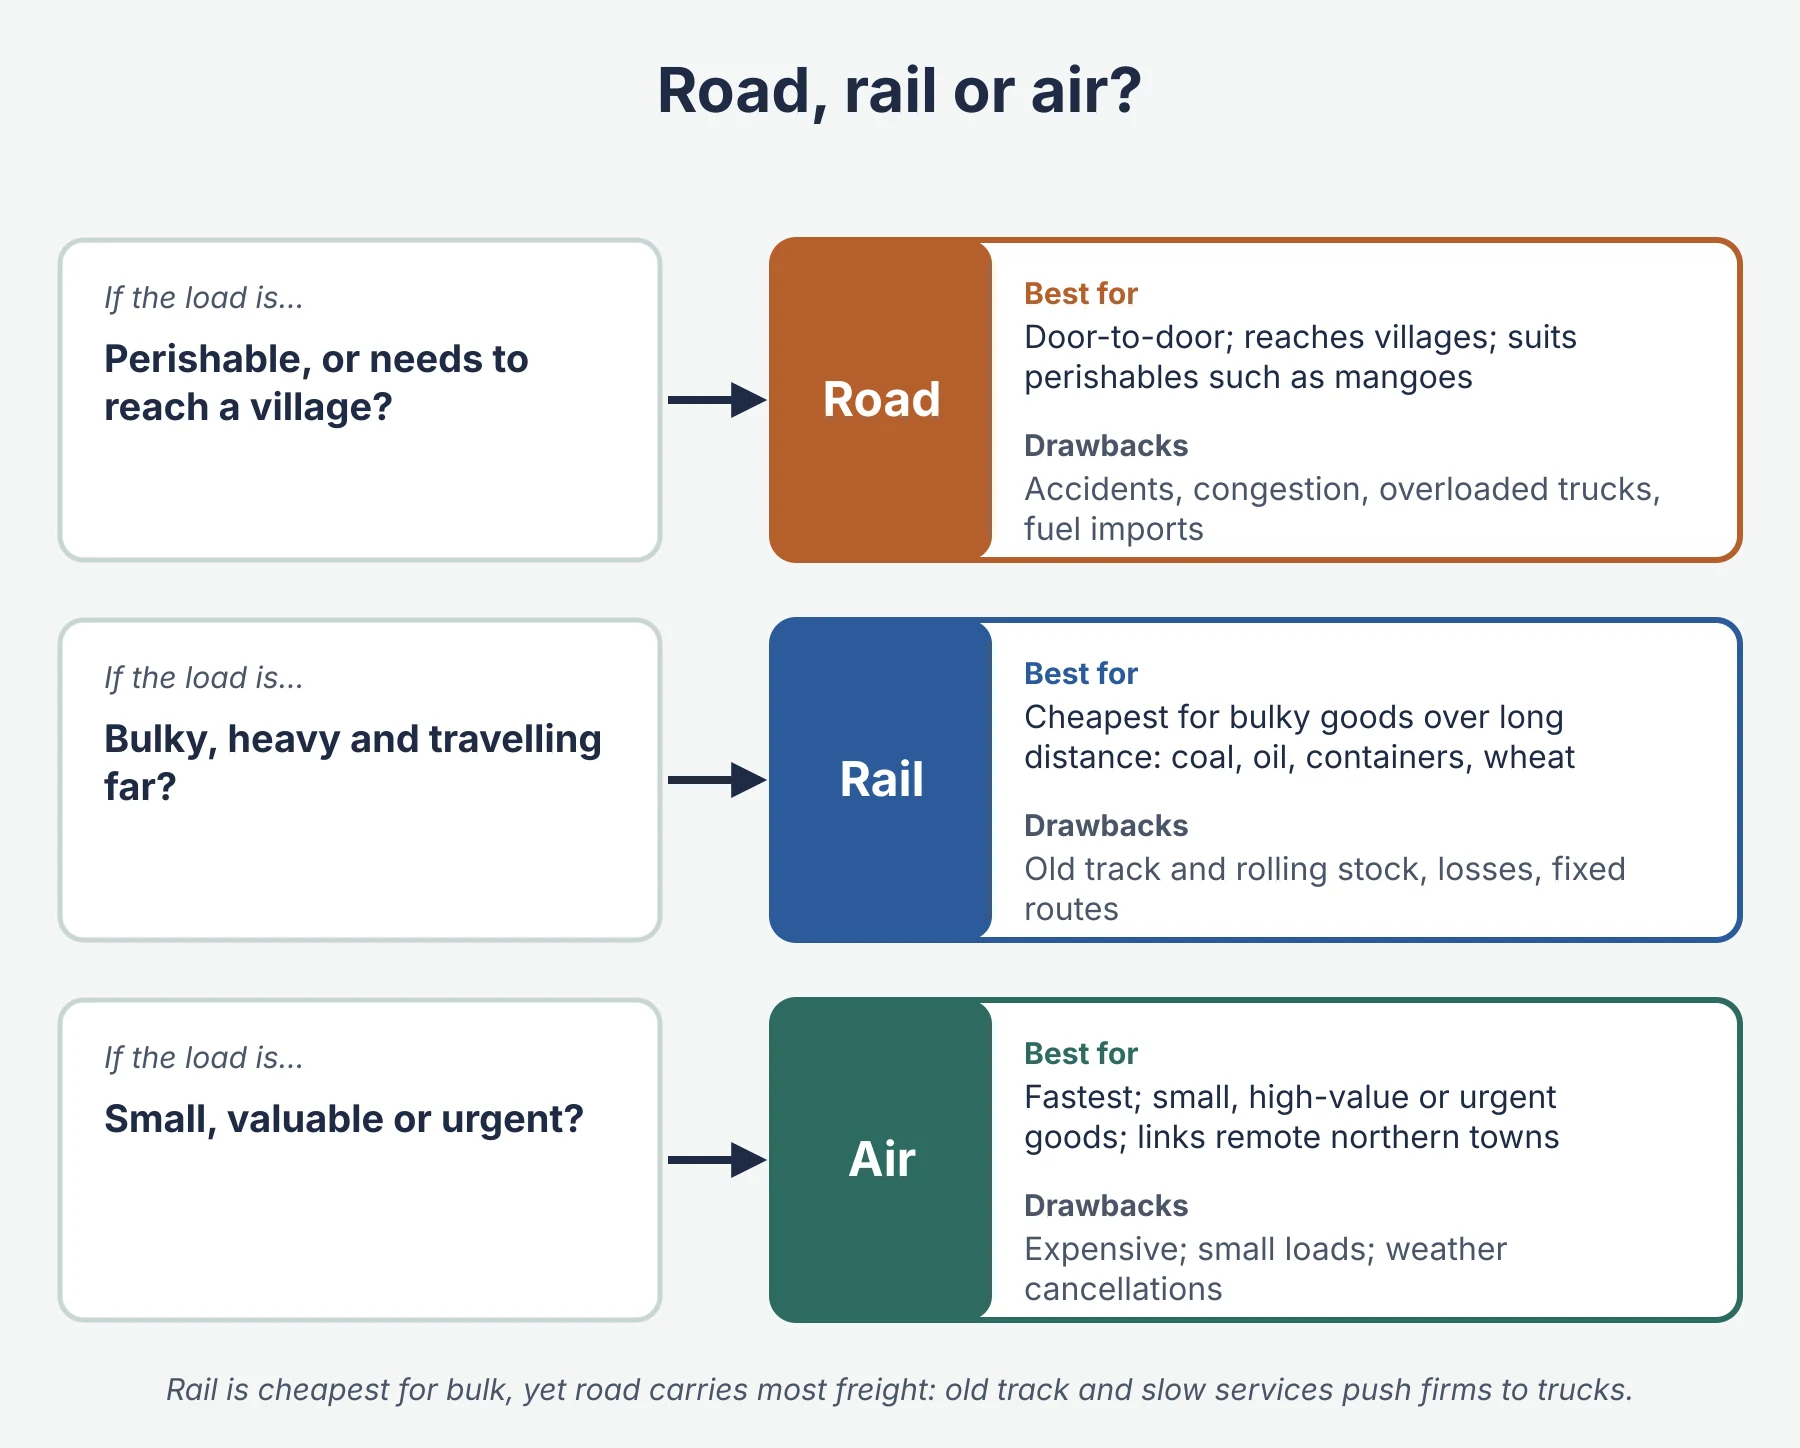 Road, rail or air?
If the load is...
Perishable, or needs to
reach a village?
Road
Best for
Door-to-door; reaches villages; suits
perishables such as mangoes
Drawbacks
Accidents, congestion, overloaded trucks,
fuel imports
If the load is...
Bulky, heavy and travelling
far?
Rail
Best for
Cheapest for bulky goods over long
distance: coal, oil, containers, wheat
Drawbacks
Old track and rolling stock, losses, fixed
routes
If the load is...
Small, valuable or urgent?
Air
Best for
Fastest; small, high-value or urgent
goods; links remote northern towns
Drawbacks
Expensive; small loads; weather
cancellations
Rail is cheapest for bulk, yet road carries most freight: old track and slow services push firms to trucks.